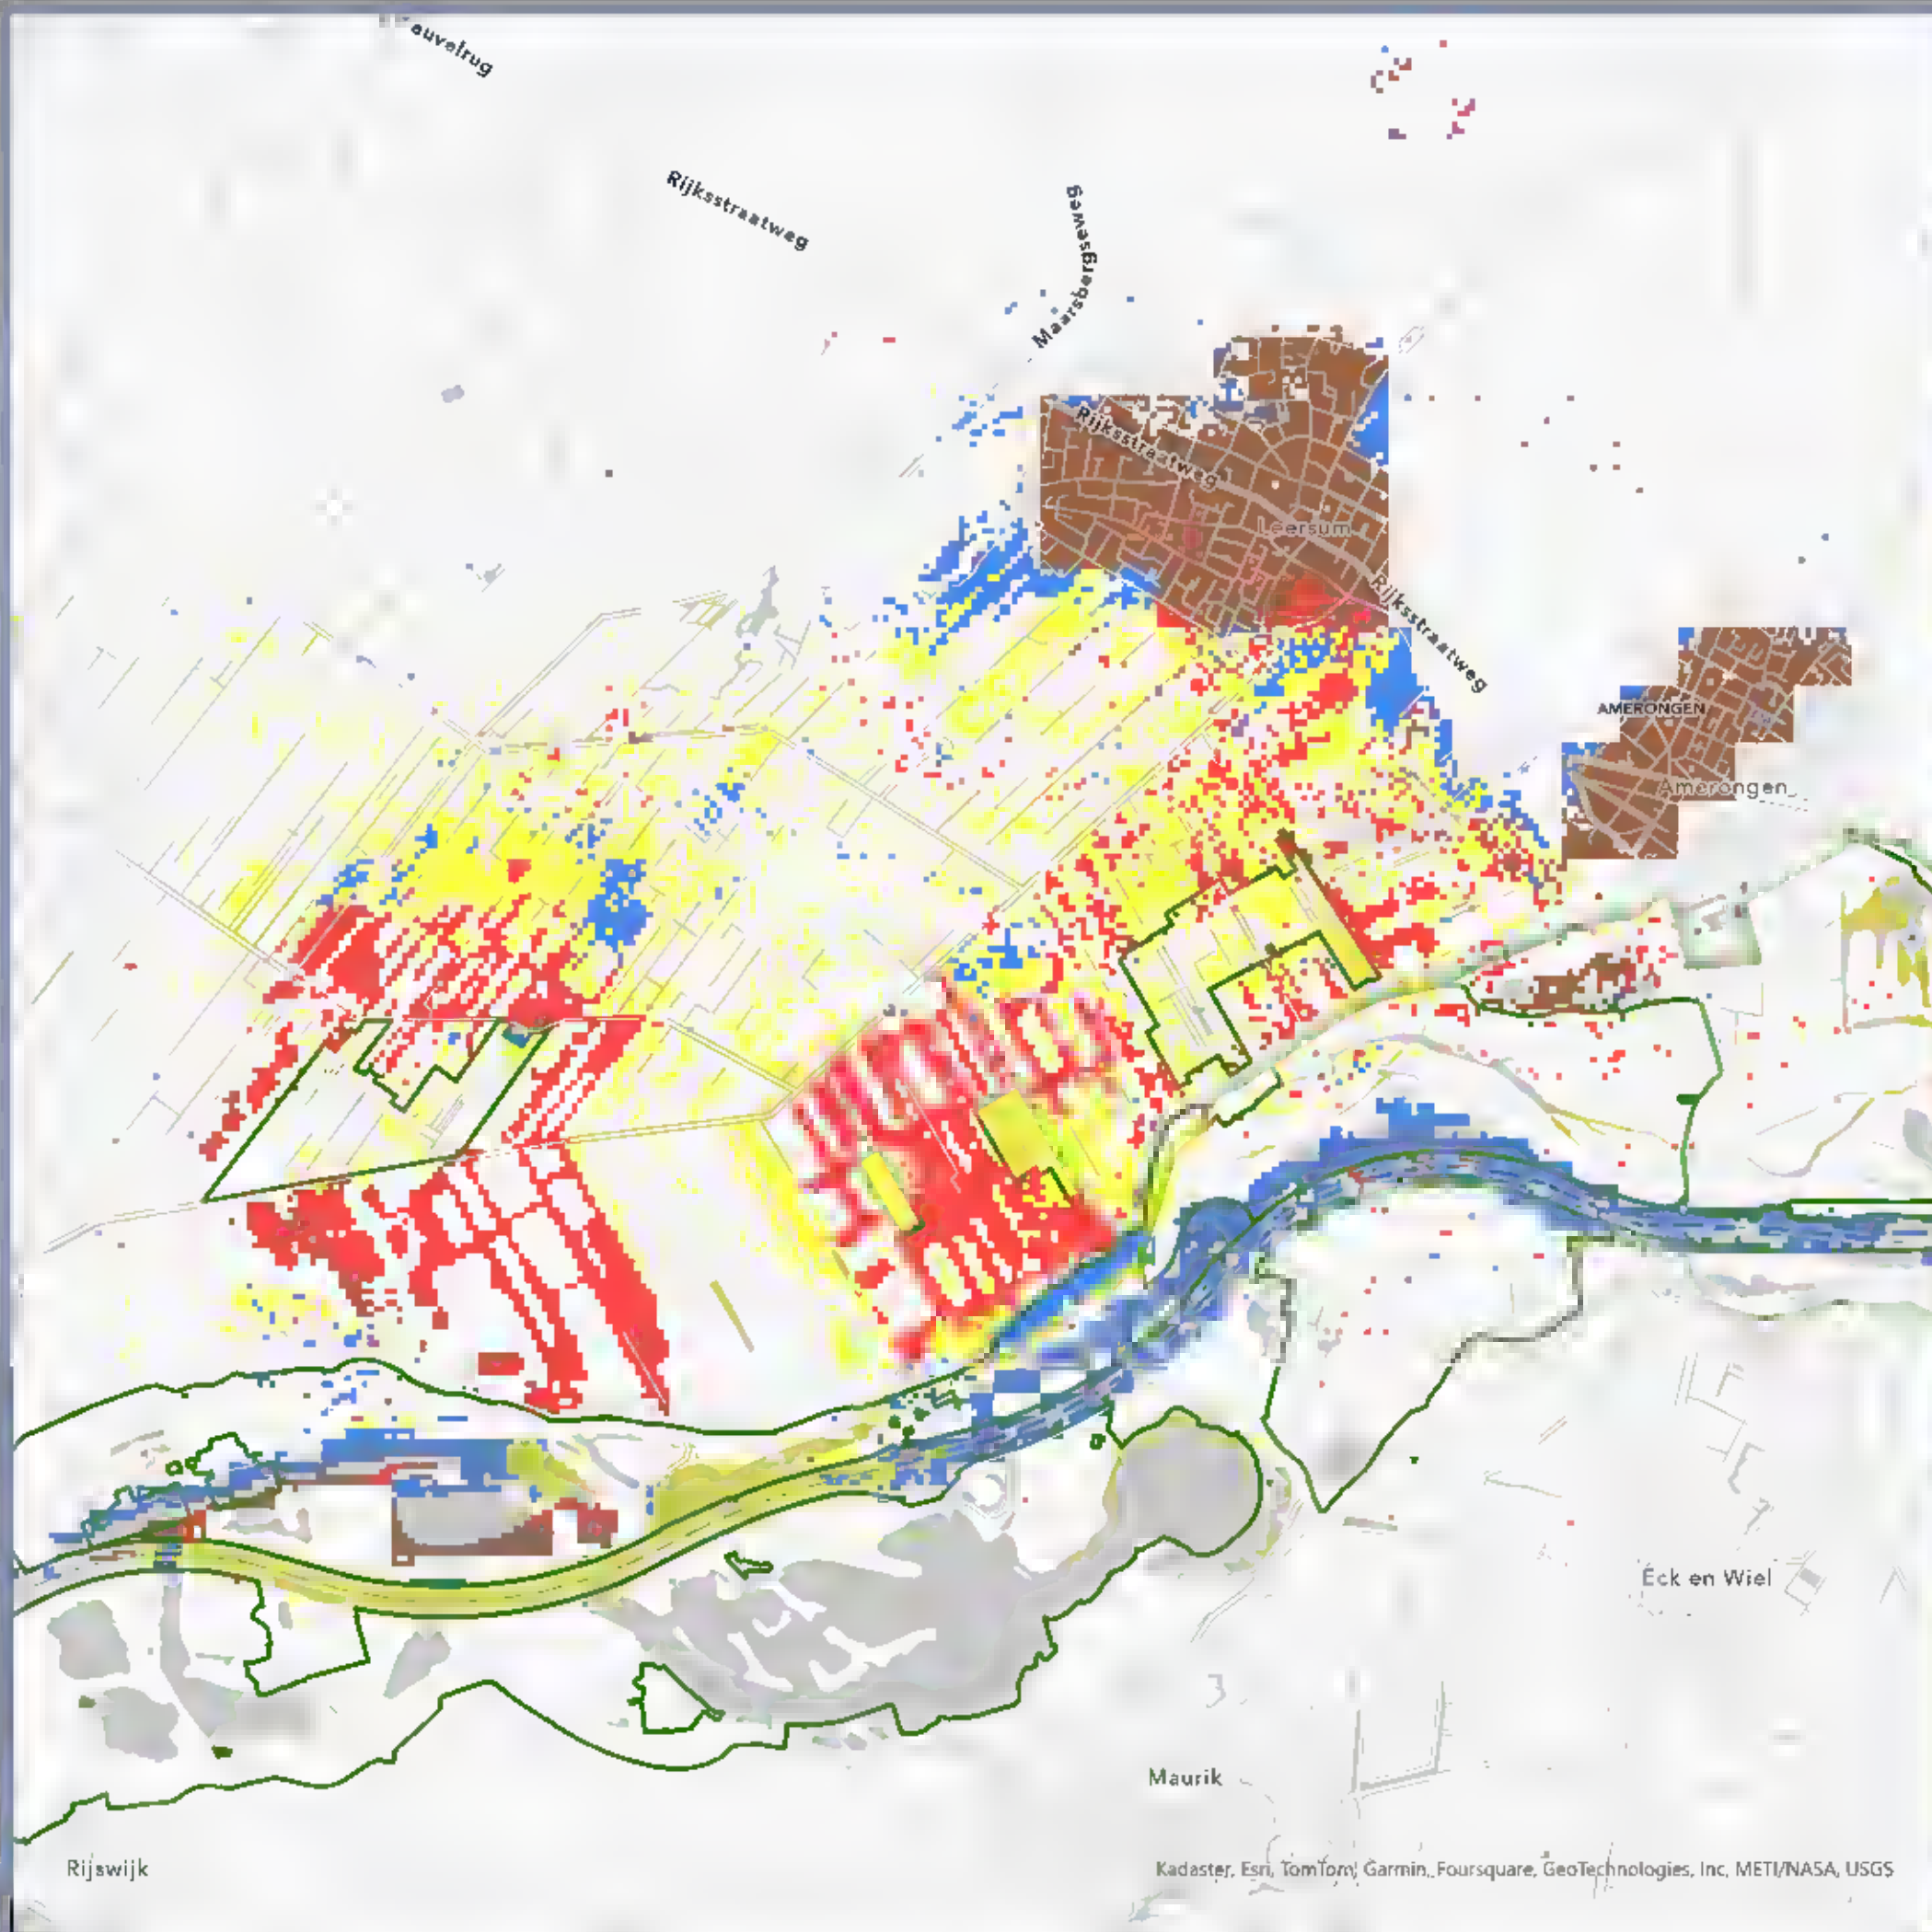 Rijksstraatweg
Maarsbergseweg
Rijksstraatweg
Leersum
Rijksstraatweg
AMERONGEN
Amerongen
Eck en Wiel
Maurik
Rijswijk
Kadaster, Esri, TomTom, Garmin, Foursquare, GeoTechnologies, Inc, METI/NASA, USGS